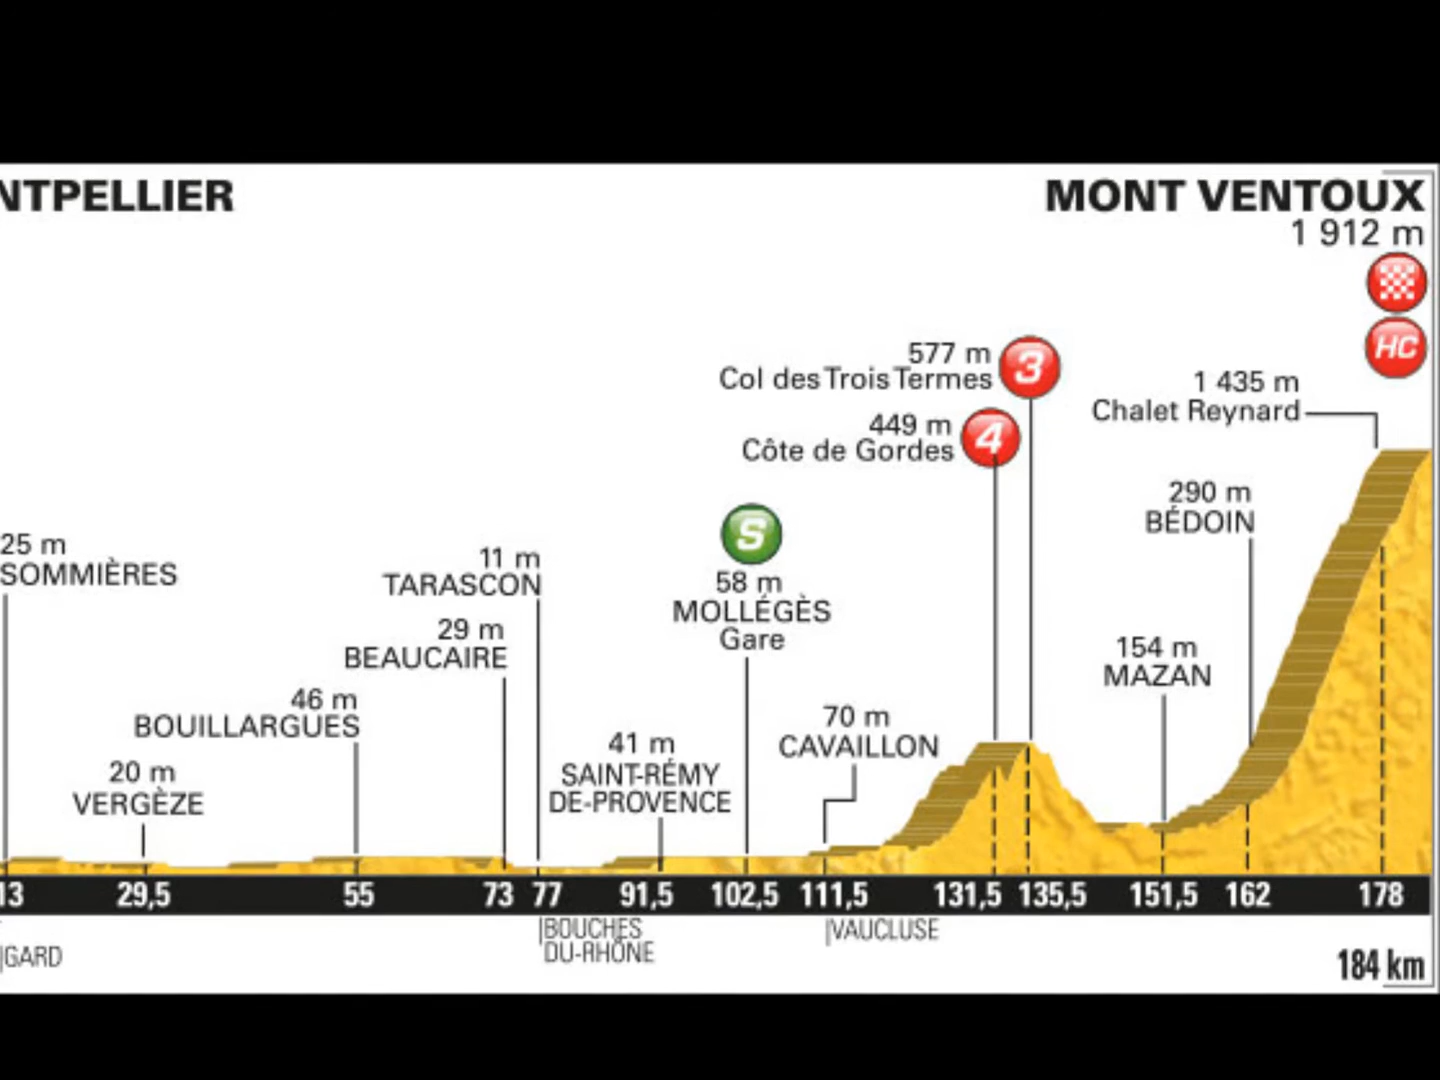 NTPELLIER
MONT VENTOUX
1 912 m
HC
577 m
Col des Trois Termes
3
449 m
Côte de Gordes
4
1 435 m
Chalet Reynard
290 m
BÉDOIN
S
58 m
MOLLÉGÈS
Gare
25 m
SOMMIÈRES
11 m
TARASCON
29 m
BEAUCAIRE
46 m
BOUILLARGUES
20 m
VERGÈZE
41 m
SAINT-RÉMY
DE-PROVENCE
70 m
CAVAILLON
154 m
MAZAN
13 29,5 55 73 77 91,5 102,5 111,5 131,5 135,5 151,5 162 178
GARD
BOUCHES
DU-RHÔNE
VAUCLUSE
184 km